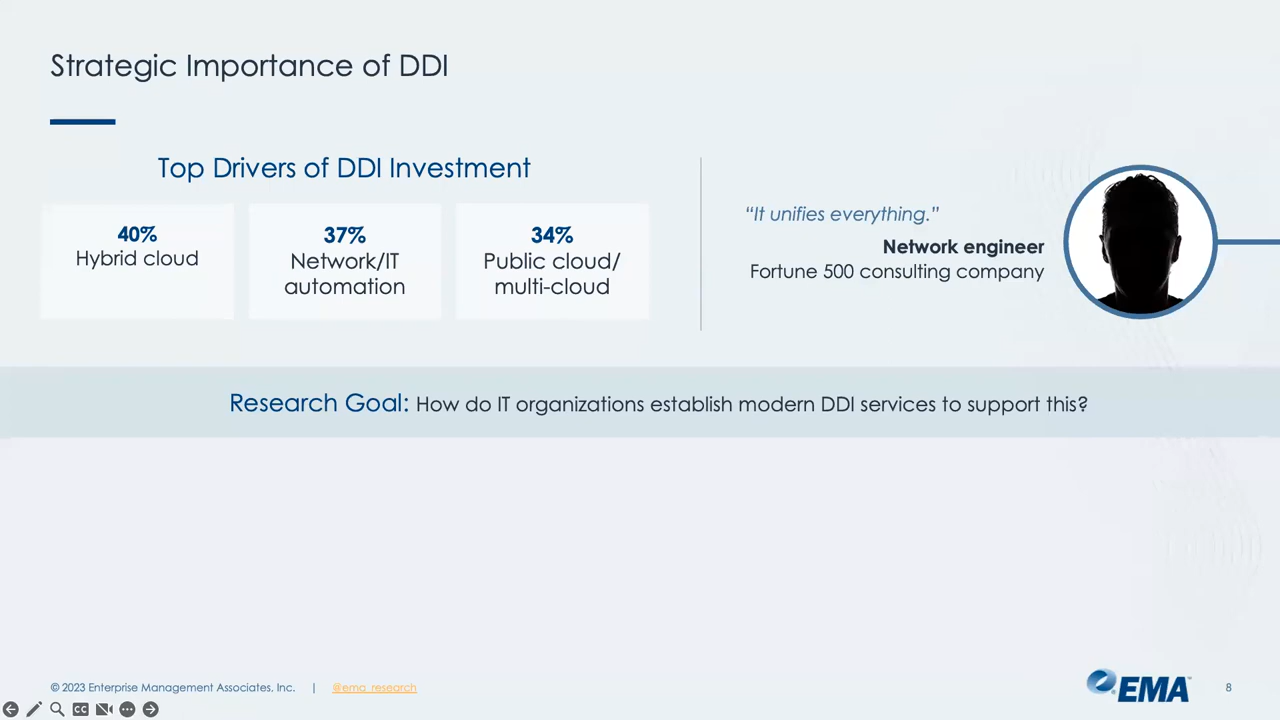 Strategic Importance of DDI
Top Drivers of DDI Investment
40%
Hybrid cloud
37%
Network/IT
automation
34%
Public cloud/
multi-cloud
“It unifies everything.”
Network engineer
Fortune 500 consulting company
Research Goal: How do IT organizations establish modern DDI services to support this?
© 2023 Enterprise Management Associates, Inc. | @ema_research
EMA™
8
CC